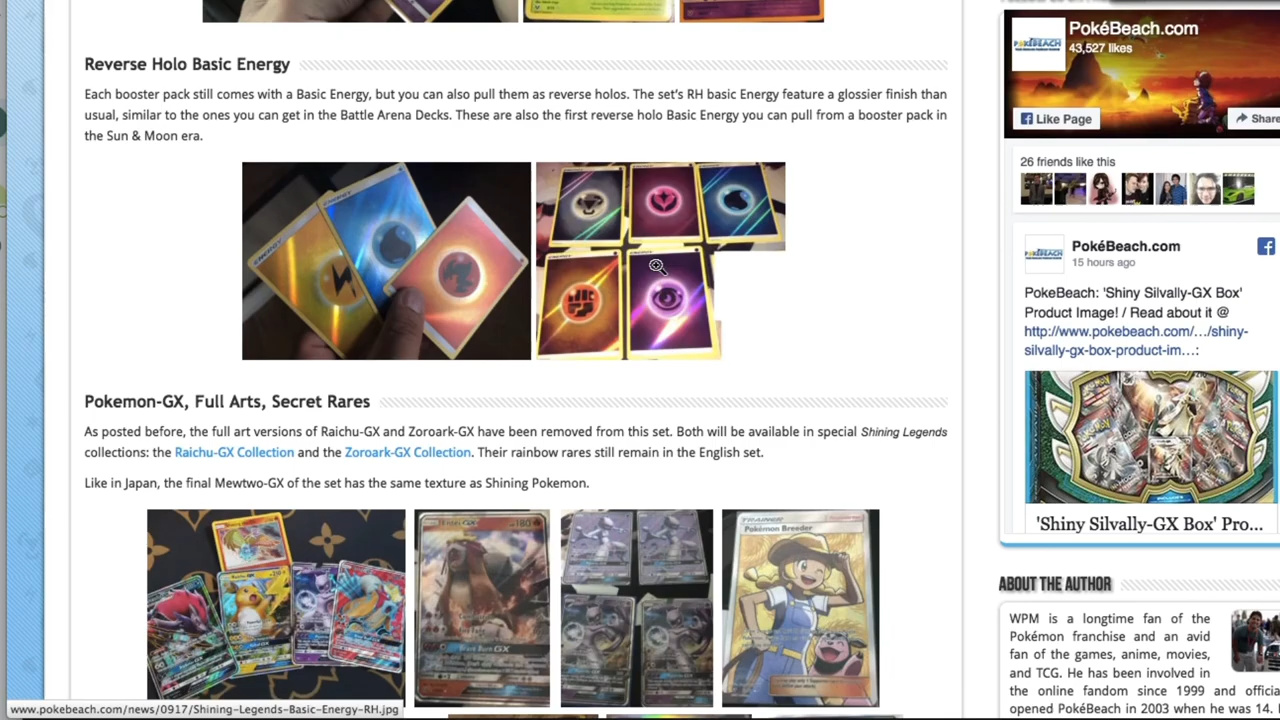 Reverse Holo Basic Energy
Each booster pack still comes with a Basic Energy, but you can also pull them as reverse holos. The set's RH basic Energy feature a glossier finish than
usual, similar to the ones you can get in the Battle Arena Decks. These are also the first reverse holo Basic Energy you can pull from a booster pack in
the Sun & Moon era.
Pokemon-GX, Full Arts, Secret Rares
As posted before, the full art versions of Raichu-GX and Zoroark-GX have been removed from this set. Both will be available in special Shining Legends
collections: the Raichu-GX Collection and the Zoroark-GX Collection. Their rainbow rares still remain in the English set.
Like in Japan, the final Mewtwo-GX of the set has the same texture as Shining Pokemon.
TRAINER
Pokémon Breeder
www.pokebeach.com/news/0917/Shining-Legends-Basic-Energy-RH.jpg
PokéBeach.com
43,527 likes
Like Page
Share
26 friends like this
PokéBeach.com
15 hours ago
PokeBeach: 'Shiny Silvally-GX Box'
Product Image! / Read about it @
http://www.pokebeach.com/…/shiny-
silvally-gx-box-product-im…:
'Shiny Silvally-GX Box' Pro...
ABOUT THE AUTHOR
WPM is a longtime fan of the
Pokémon franchise and an avid
fan of the games, anime, movies,
and TCG. He has been involved in
the online fandom since 1999 and officia
opened PokéBeach in 2003 when he was 14. I